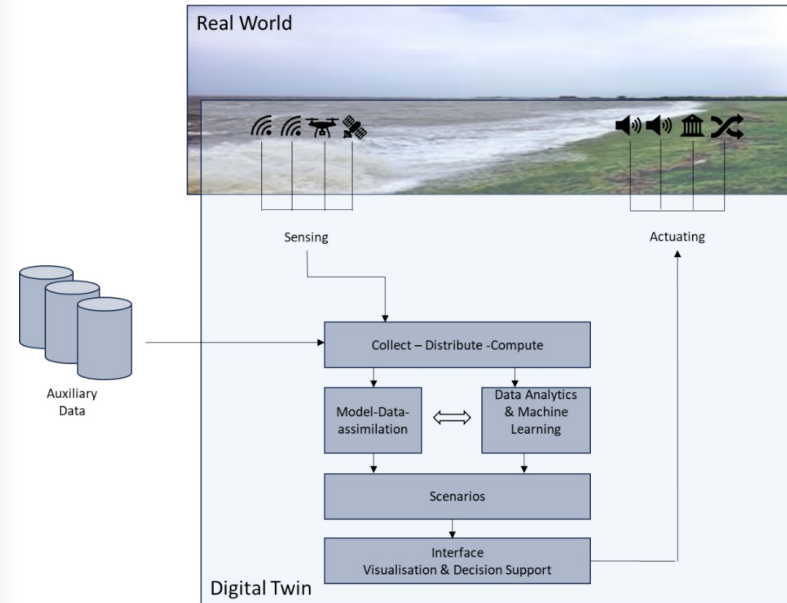 Real World
Sensing
Actuating
Auxiliary
Data
Collect – Distribute -Compute
Model-Data-
assimilation
Data Analytics
& Machine
Learning
Scenarios
Interface
Visualisation & Decision Support
Digital Twin